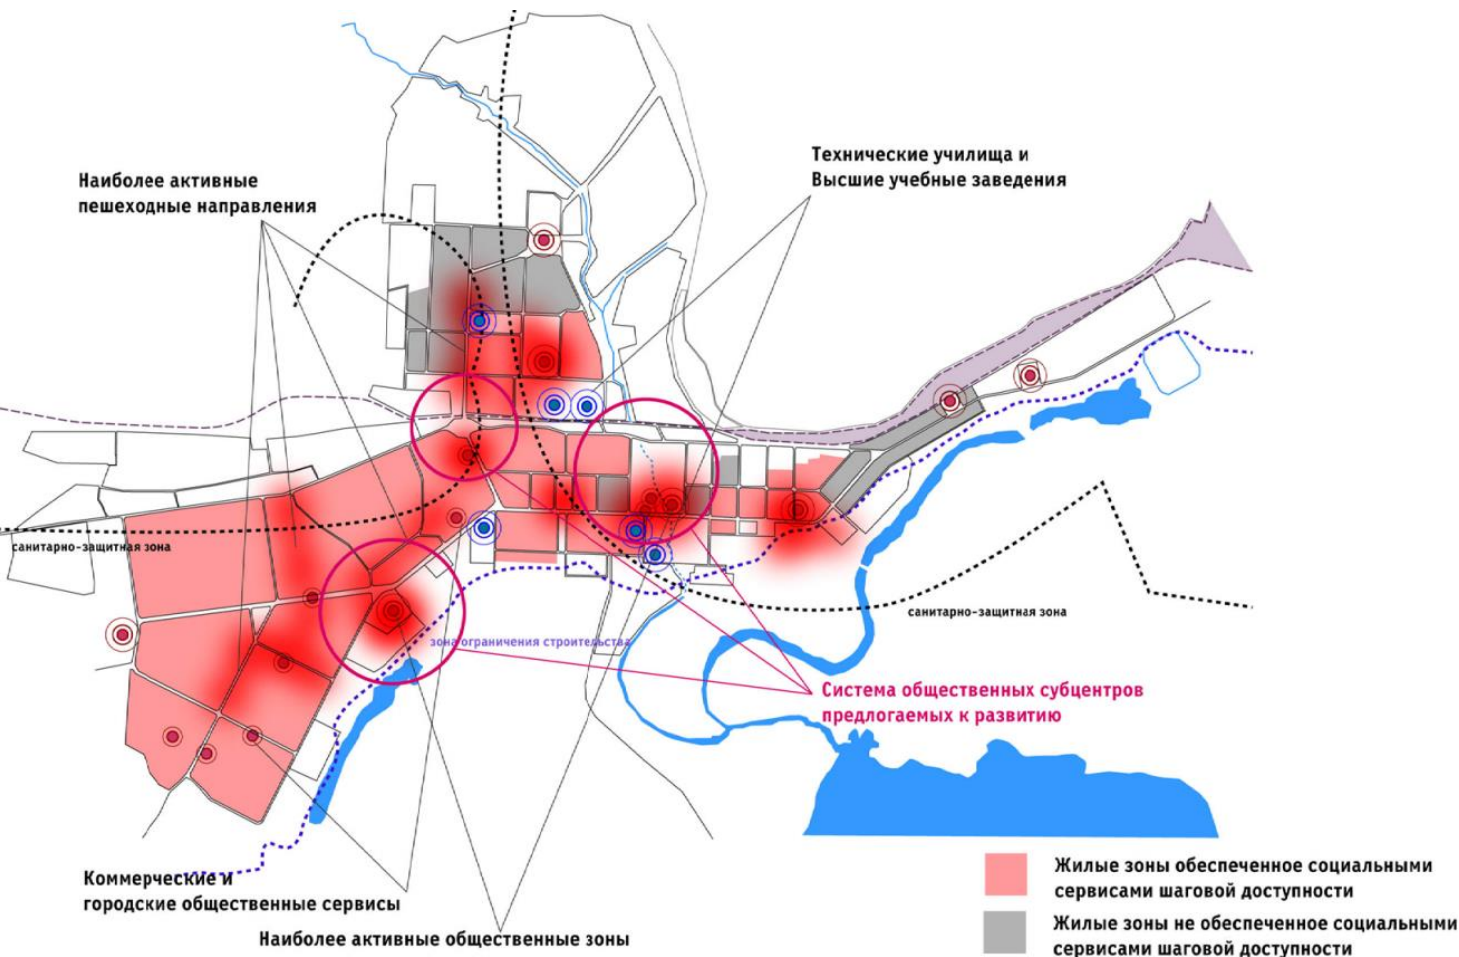 Технические училища и
Высшие учебные заведения
Наиболее активные
пешеходные направления
санитарно-защитная зона
санитарно-защитная зона
зона ограничения строительства
Система общественных субцентров
предлогаемых к развитию
Коммерческие и
городские общественные сервисы
Наиболее активные общественные зоны
Жилые зоны обеспеченное социальными
сервисами шаговой доступности
Жилые зоны не обеспеченное социальными
сервисами шаговой доступности